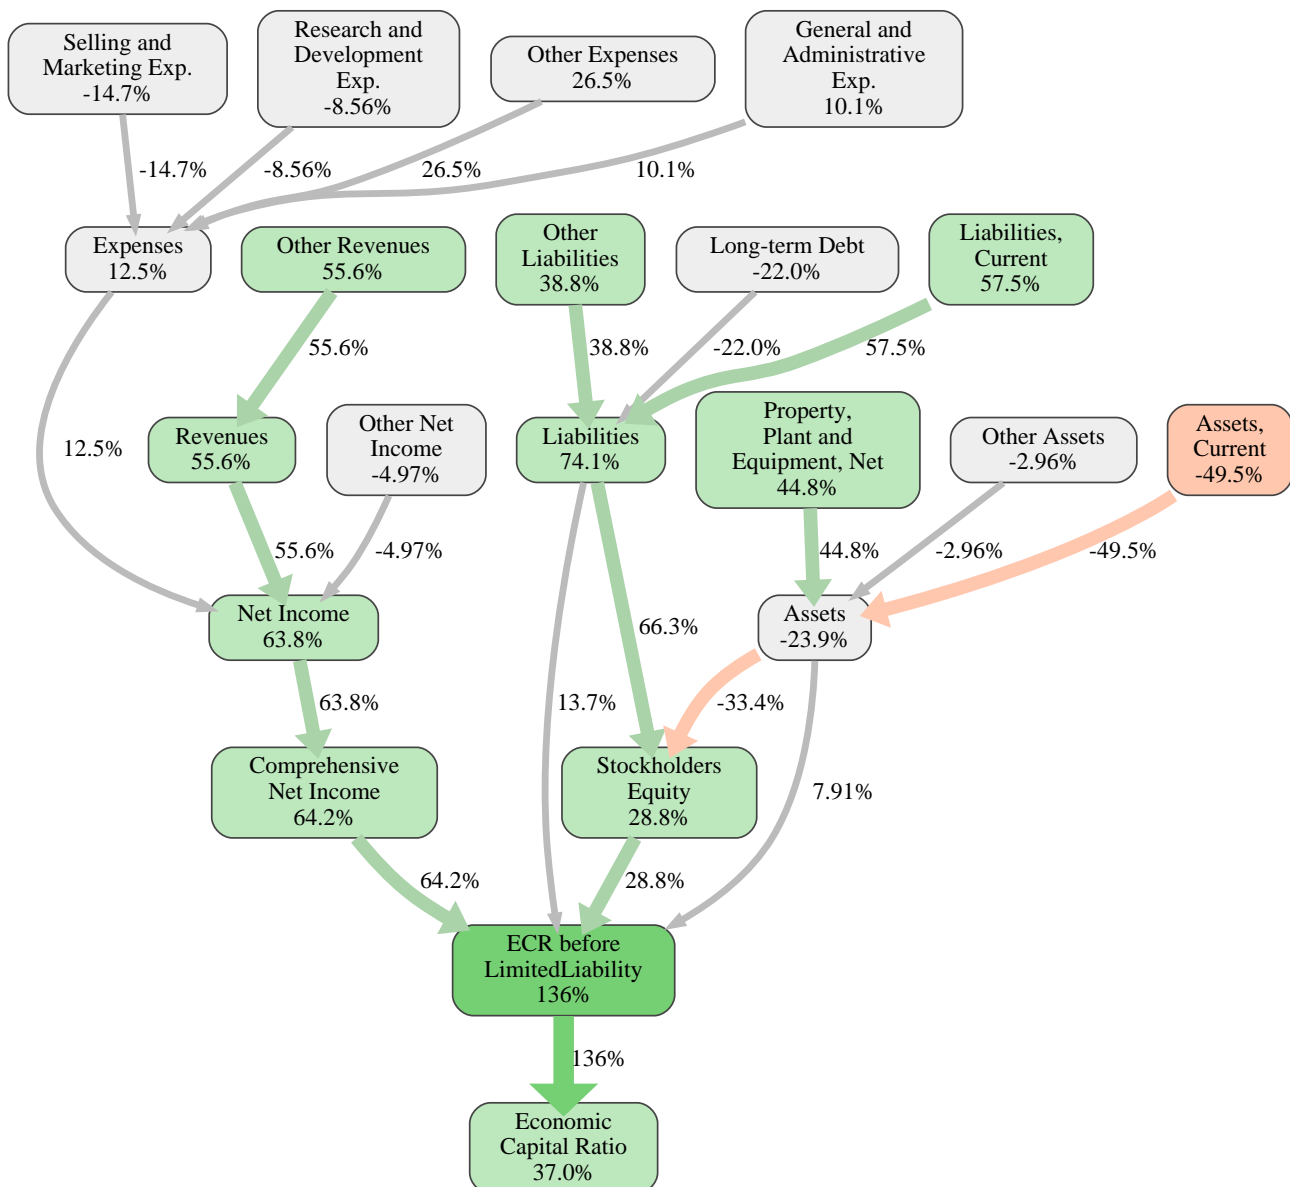 Selling and
Marketing Exp.
-14.7%
Research and
Development
Exp.
-8.56%
Other Expenses
26.5%
General and
Administrative
Exp.
10.1%
-14.7%
-8.56%
26.5%
10.1%
Expenses
12.5%
Other Revenues
55.6%
Other
Liabilities
38.8%
Long-term Debt
-22.0%
Liabilities,
Current
57.5%
55.6%
38.8%
-22.0%
57.5%
12.5%
Revenues
55.6%
Other Net
Income
-4.97%
Liabilities
74.1%
Property,
Plant and
Equipment, Net
44.8%
Other Assets
-2.96%
Assets,
Current
-49.5%
55.6%
-4.97%
44.8%
-2.96%
-49.5%
Net Income
63.8%
66.3%
Assets
-23.9%
63.8%
13.7%
-33.4%
Comprehensive
Net Income
64.2%
Stockholders
Equity
28.8%
7.91%
64.2%
28.8%
ECR before
LimitedLiability
136%
136%
Economic
Capital Ratio
37.0%